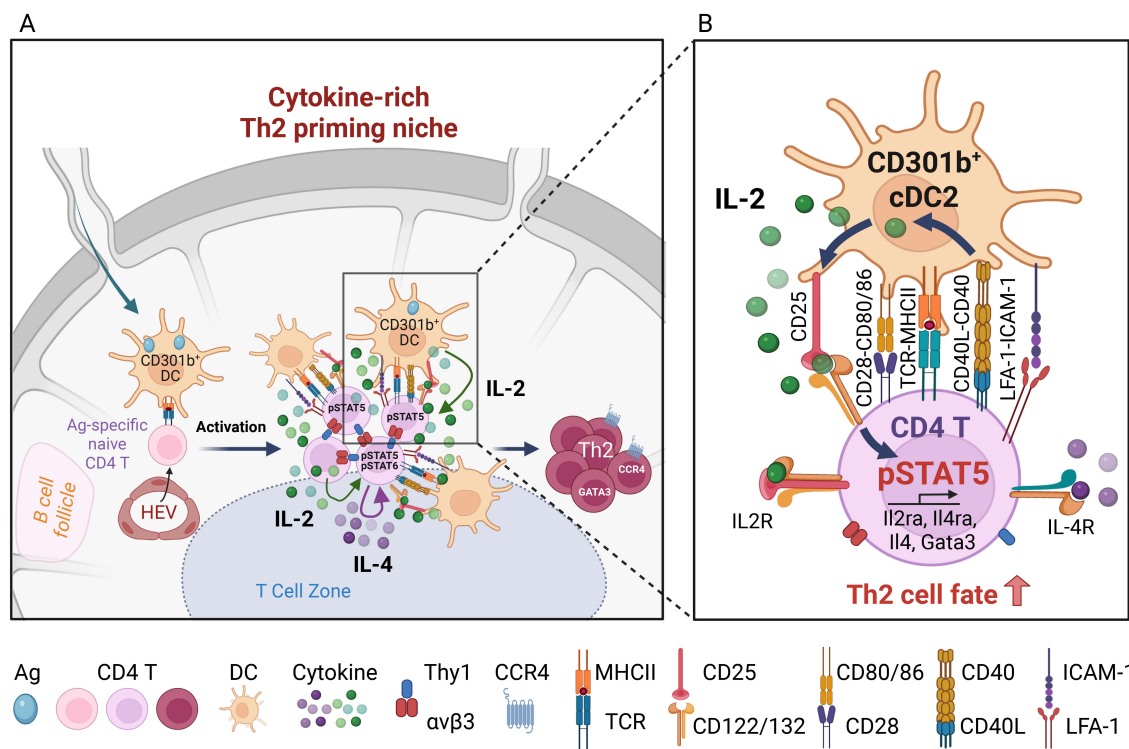 A
Cytokine-rich
Th2 priming niche
CD301b⁺
DC
Ag-specific
naive
CD4 T
Activation
HEV
B cell
follicle
CD301b⁺
DC
IL-2
pSTAT5
pSTAT5
pSTAT5
pSTAT6
IL-2
IL-4
T Cell Zone
Th2
CCR4
GATA3
B
CD301b⁺
cDC2
IL-2
CD25
CD28-CD80/86
TCR-MHCII
CD40L-CD40
LFA-1-ICAM-1
CD4 T
pSTAT5
Il2ra, Il4ra,
Il4, Gata3
IL2R
IL-4R
Th2 cell fate
Ag
CD4 T
DC
Cytokine
Thy1
αvβ3
CCR4
MHCII
TCR
CD25
CD122/132
CD80/86
CD28
CD40
CD40L
ICAM-1
LFA-1